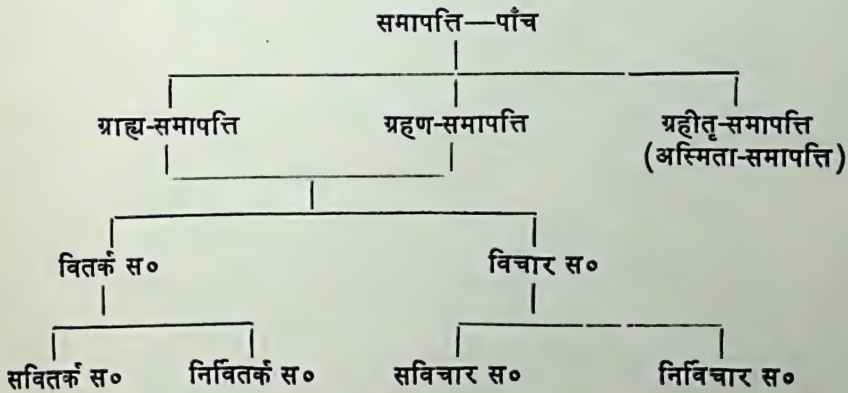 समापत्ति—पाँच
ग्राह्य-समापत्ति ग्रहण-समापत्ति ग्रहीतृ-समापत्ति
(अस्मिता-समापत्ति)
वितर्क स० विचार स०
सवितर्क स० निर्वितर्क स० सविचार स० निर्विचार स०